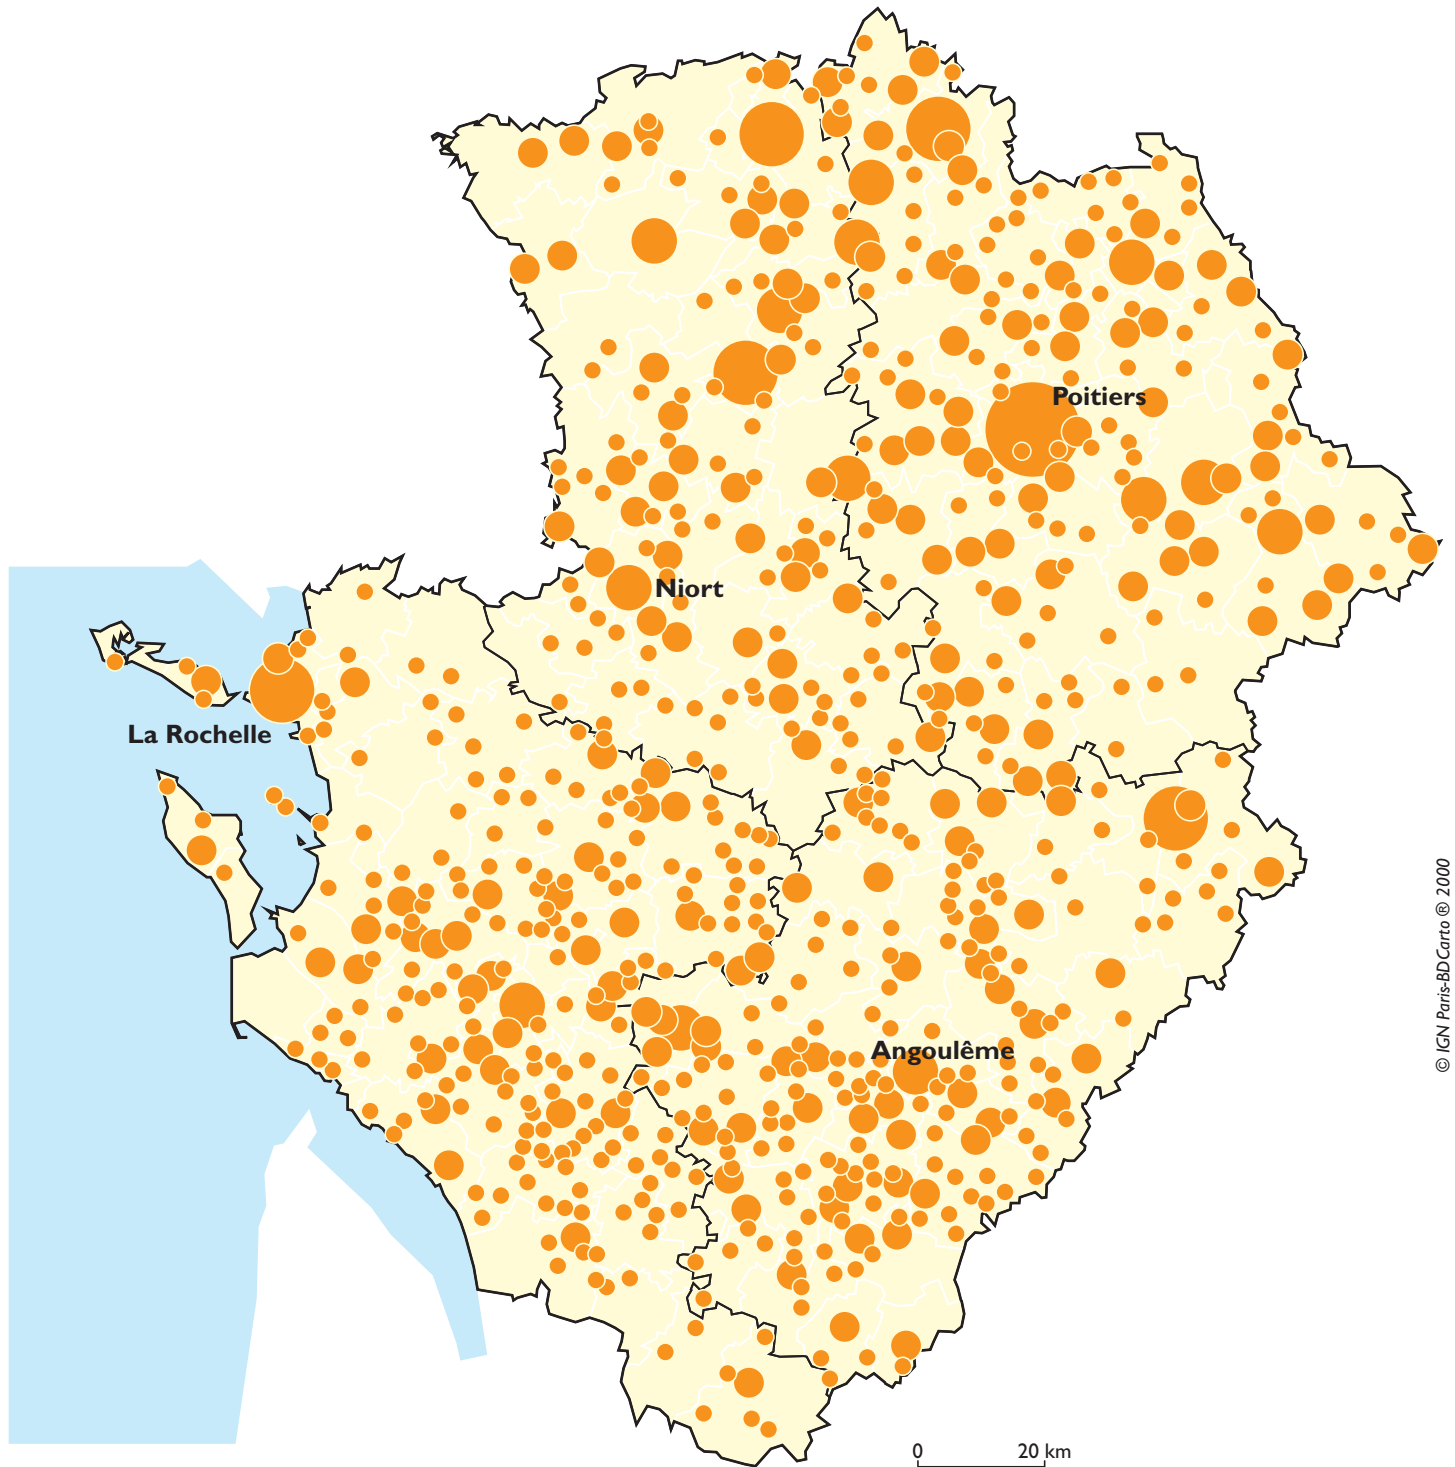 Poitiers
Niort
La Rochelle
Angoulême
0 20 km
© IGN Paris-BDCarto ® 2000